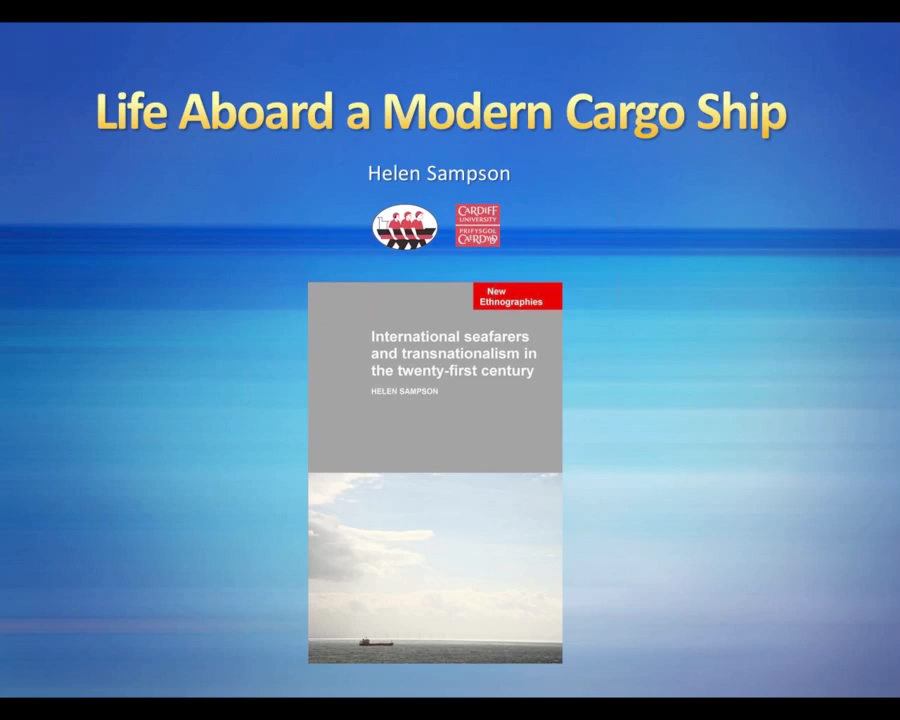 Life Aboard a Modern Cargo Ship
Helen Sampson
CARDIFF
UNIVERSITY
PRIFYSGOL
CAERDYDD
New
Ethnographies
International seafarers
and transnationalism in
the twenty-first century
HELEN SAMPSON